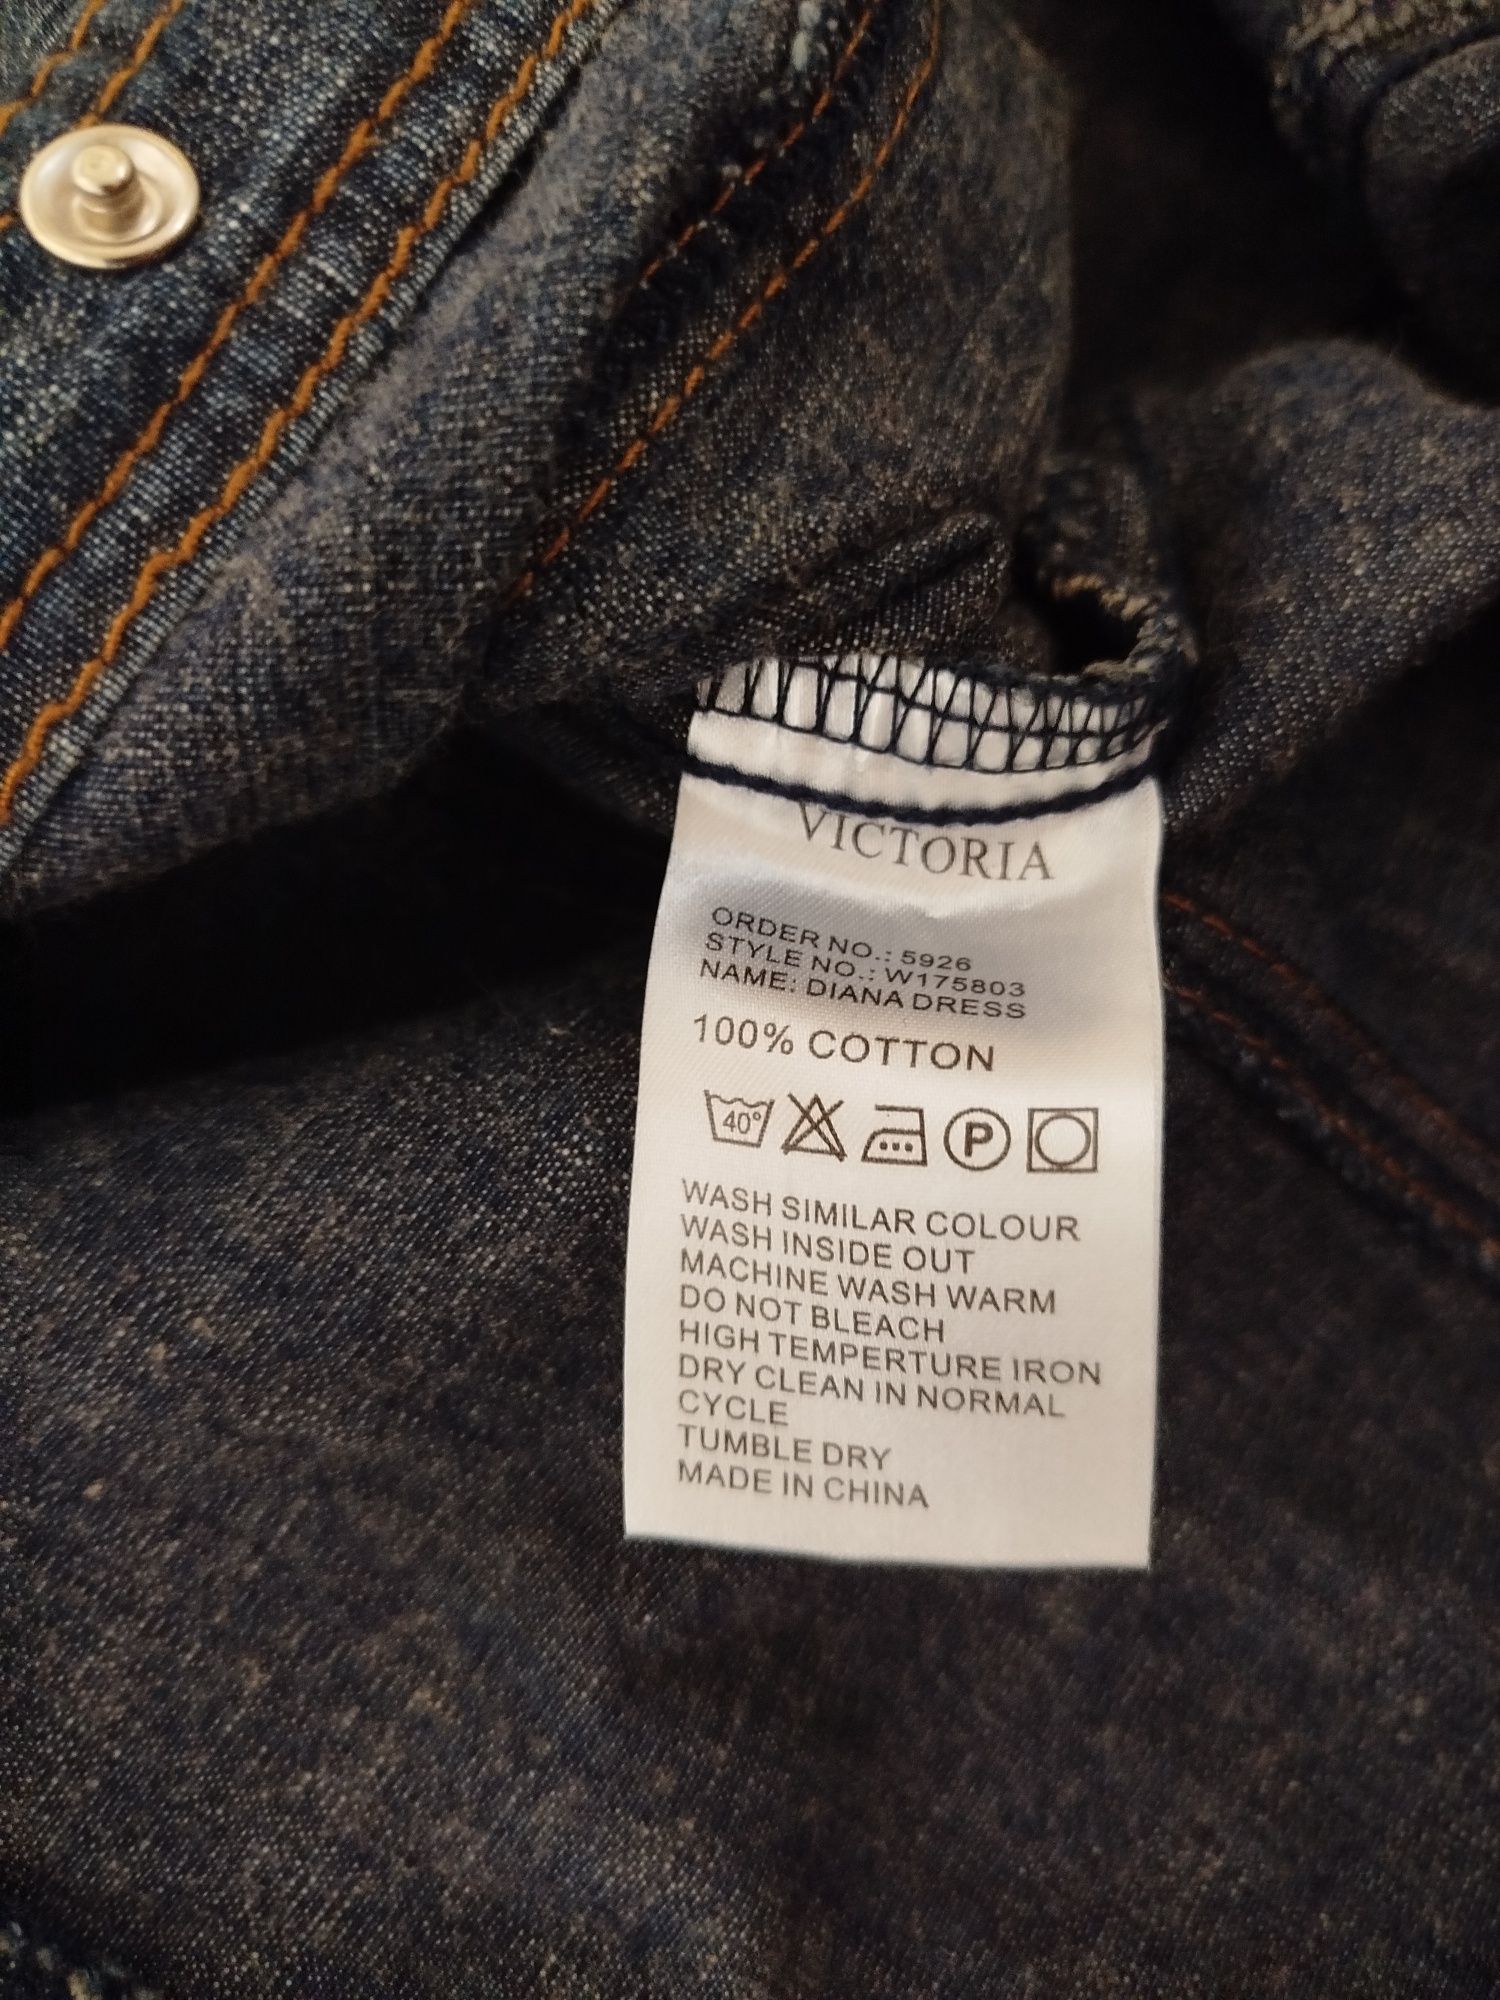 VICTORIA
ORDER NO.: 5926
STYLE NO.: W175803
NAME: DIANA DRESS
100% COTTON
40° P
WASH SIMILAR COLOUR
WASH INSIDE OUT
MACHINE WASH WARM
DO NOT BLEACH
HIGH TEMPERTURE IRON
DRY CLEAN IN NORMAL
CYCLE
TUMBLE DRY
MADE IN CHINA